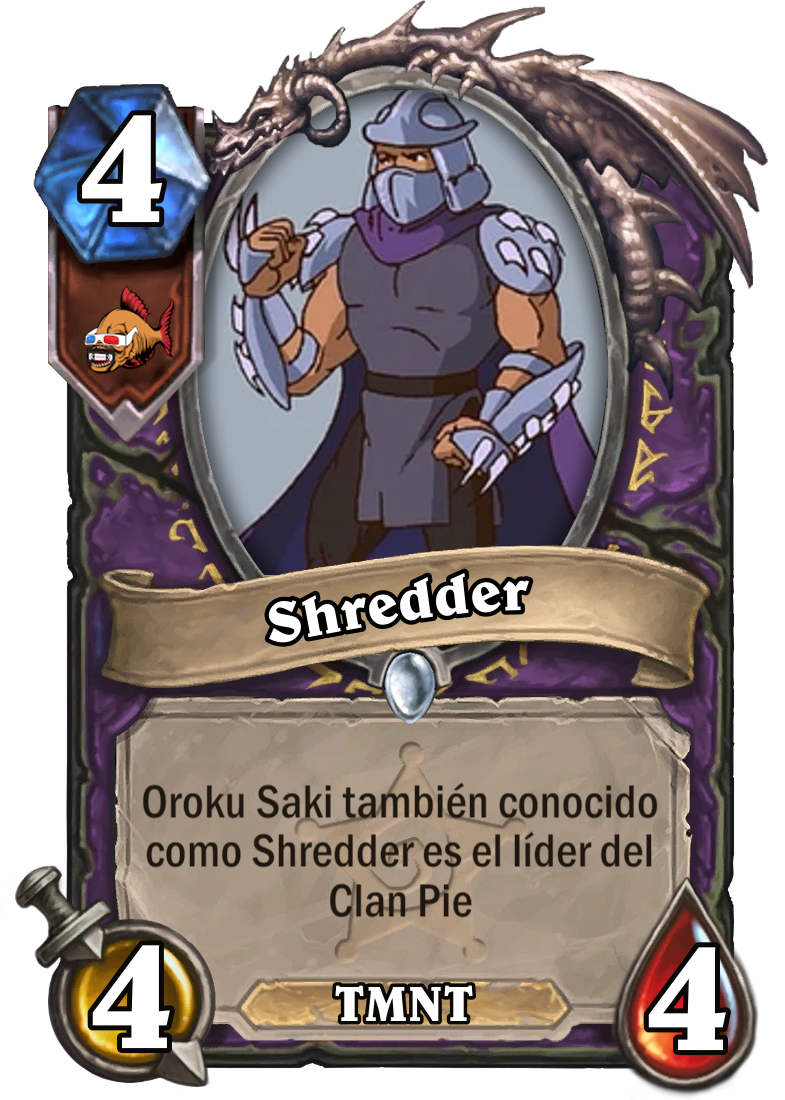 4
Shredder
Oroku Saki también conocido
como Shredder es el líder del
Clan Pie
4
TMNT
4